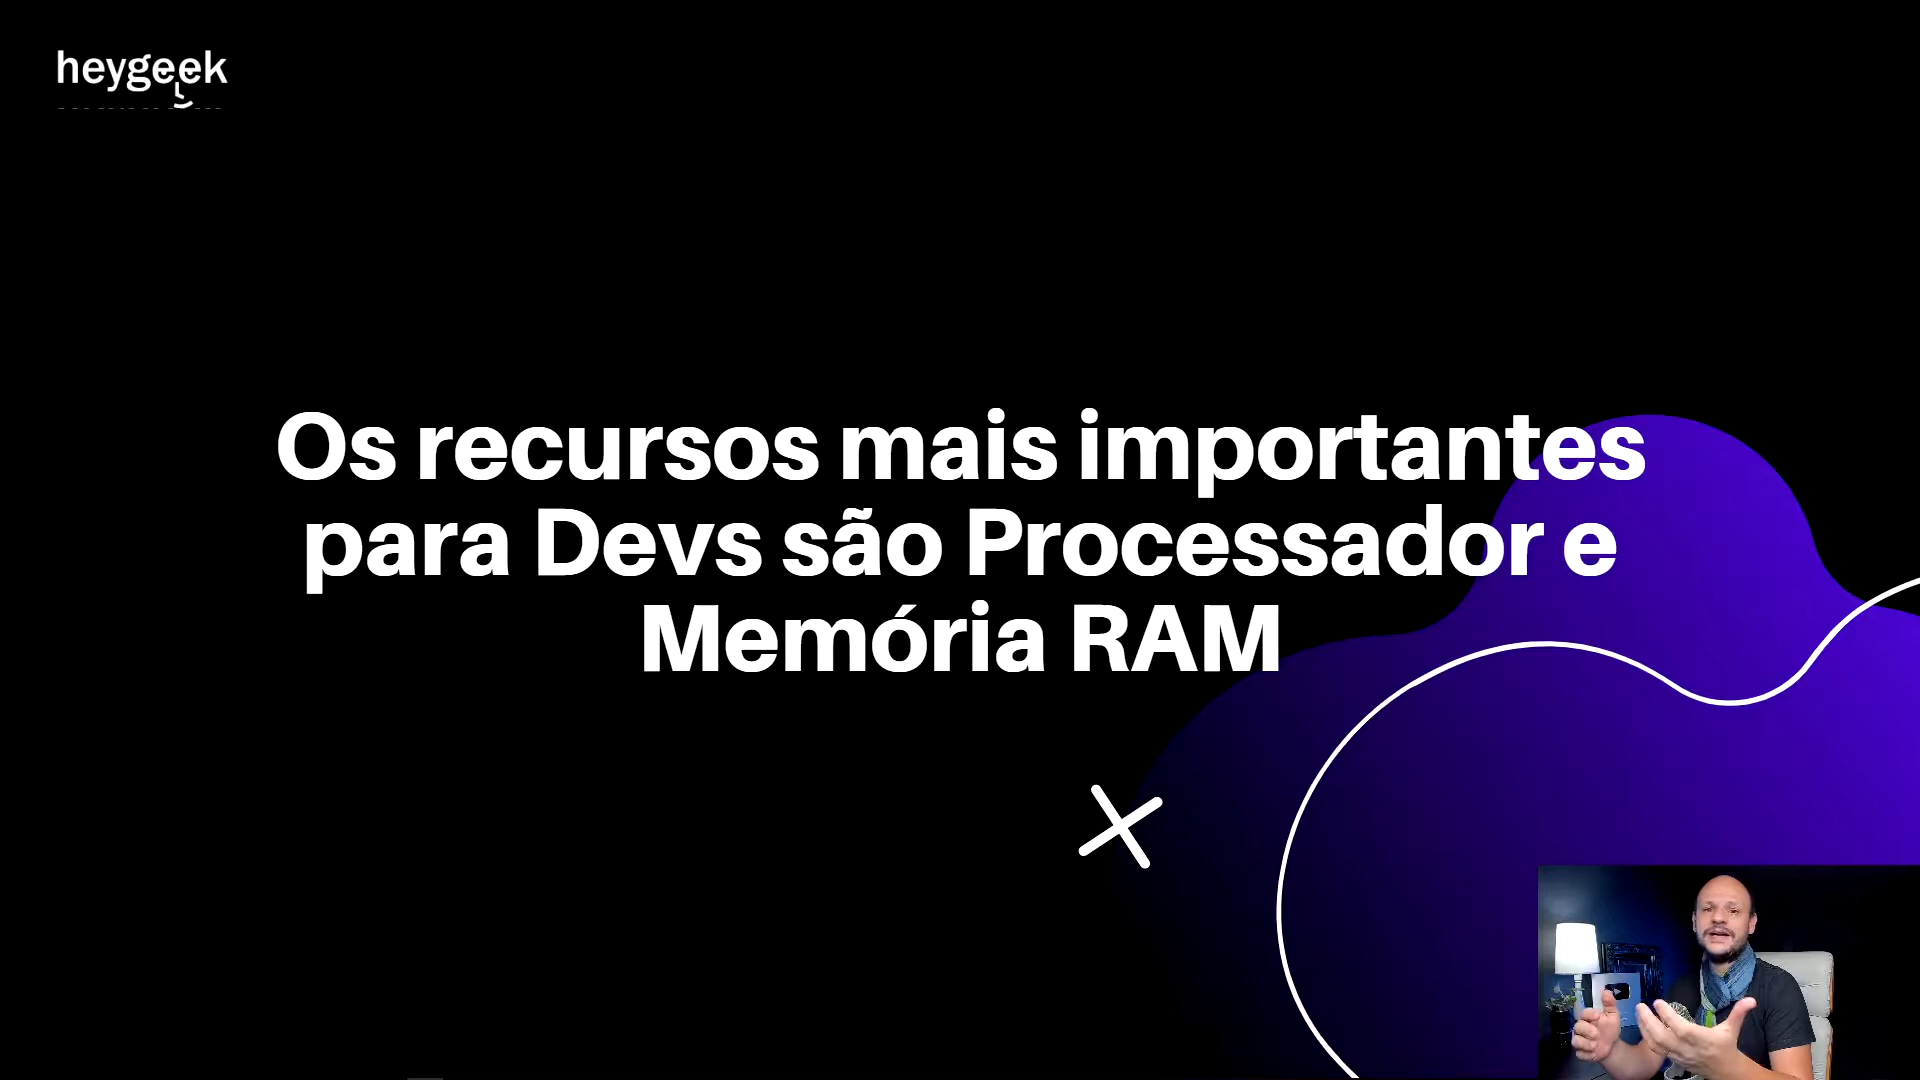 heygeek
Os recursos mais importantes
para Devs são Processador e
Memória RAM